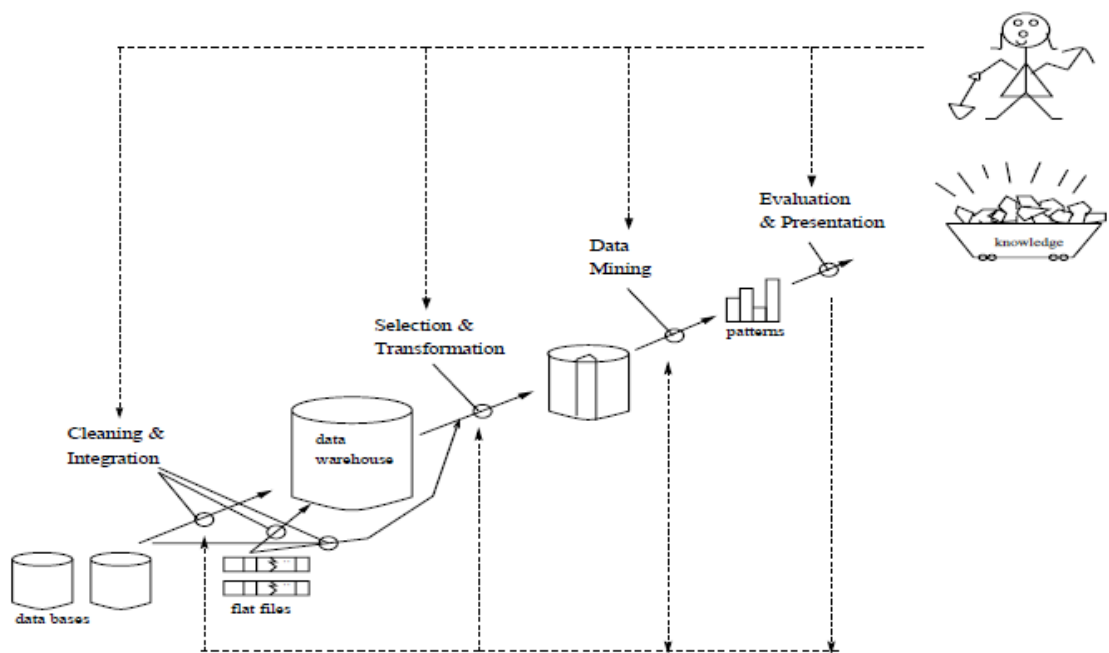 Evaluation
& Presentation
knowledge
Data
Mining
patterns
Selection &
Transformation
data
warehouse
Cleaning &
Integration
data bases
flat files